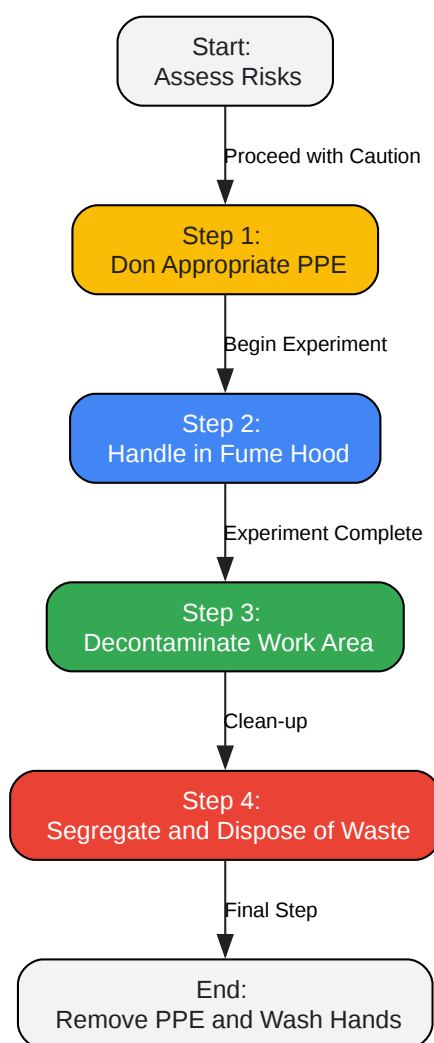 Start:
Assess Risks
Proceed with Caution
Step 1:
Don Appropriate PPE
Begin Experiment
Step 2:
Handle in Fume Hood
Experiment Complete
Step 3:
Decontaminate Work Area
Clean-up
Step 4:
Segregate and Dispose of Waste
Final Step
End:
Remove PPE and Wash Hands